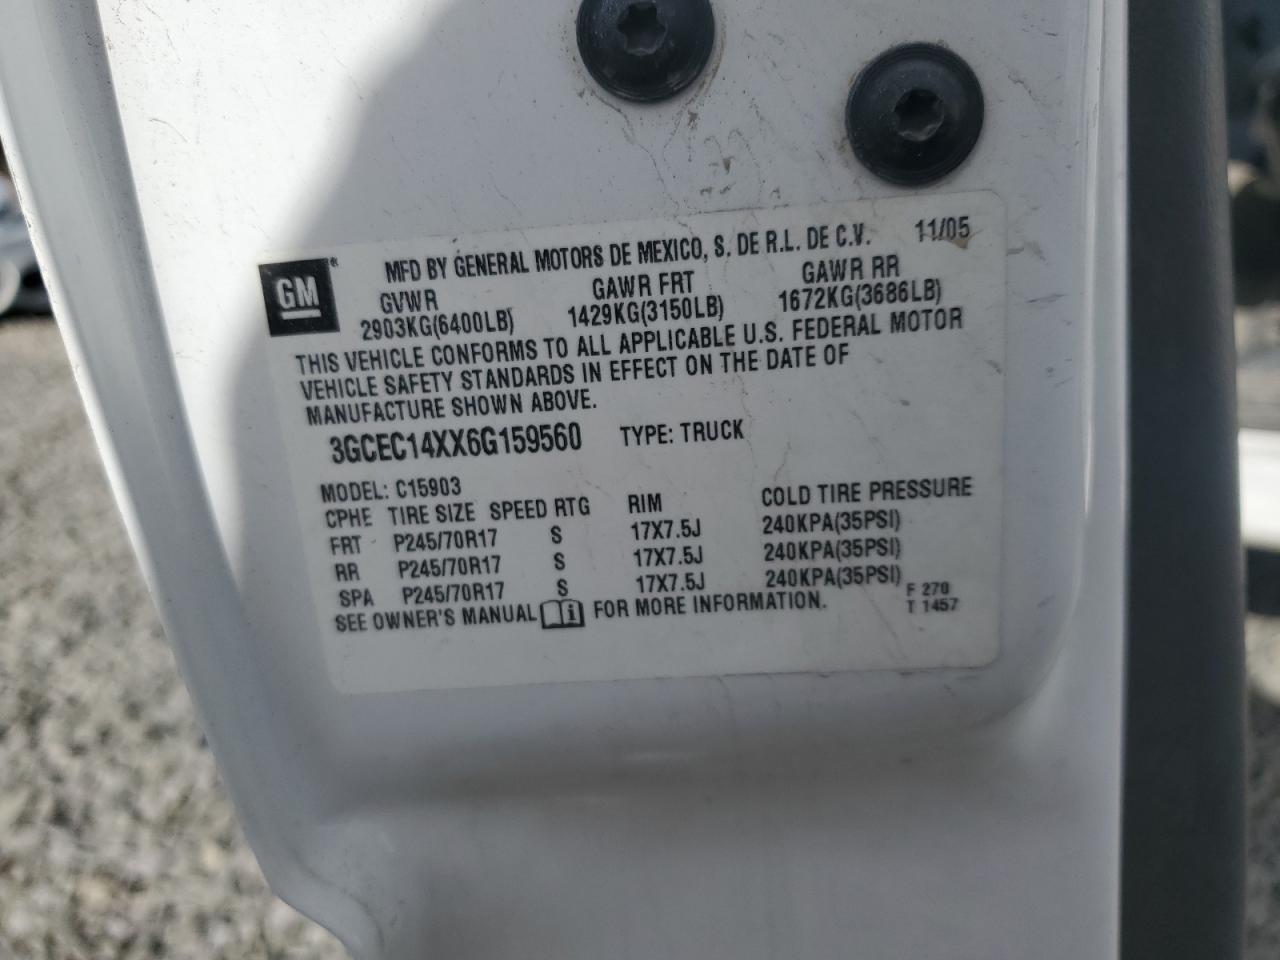 GM® MFD BY GENERAL MOTORS DE MEXICO, S. DE R.L. DE C.V. 11/05
GVWR GAWR FRT GAWR RR
2903KG(6400LB) 1429KG(3150LB) 1672KG(3686LB)
THIS VEHICLE CONFORMS TO ALL APPLICABLE U.S. FEDERAL MOTOR
VEHICLE SAFETY STANDARDS IN EFFECT ON THE DATE OF
MANUFACTURE SHOWN ABOVE.
3GCEC14XX6G159560 TYPE: TRUCK
MODEL: C15903
CPHE TIRE SIZE SPEED RTG RIM COLD TIRE PRESSURE
FRT P245/70R17 S 17X7.5J 240KPA(35PSI)
RR P245/70R17 S 17X7.5J 240KPA(35PSI)
SPA P245/70R17 S 17X7.5J 240KPA(35PSI)
SEE OWNER'S MANUAL FOR MORE INFORMATION.
F 270
T 1457